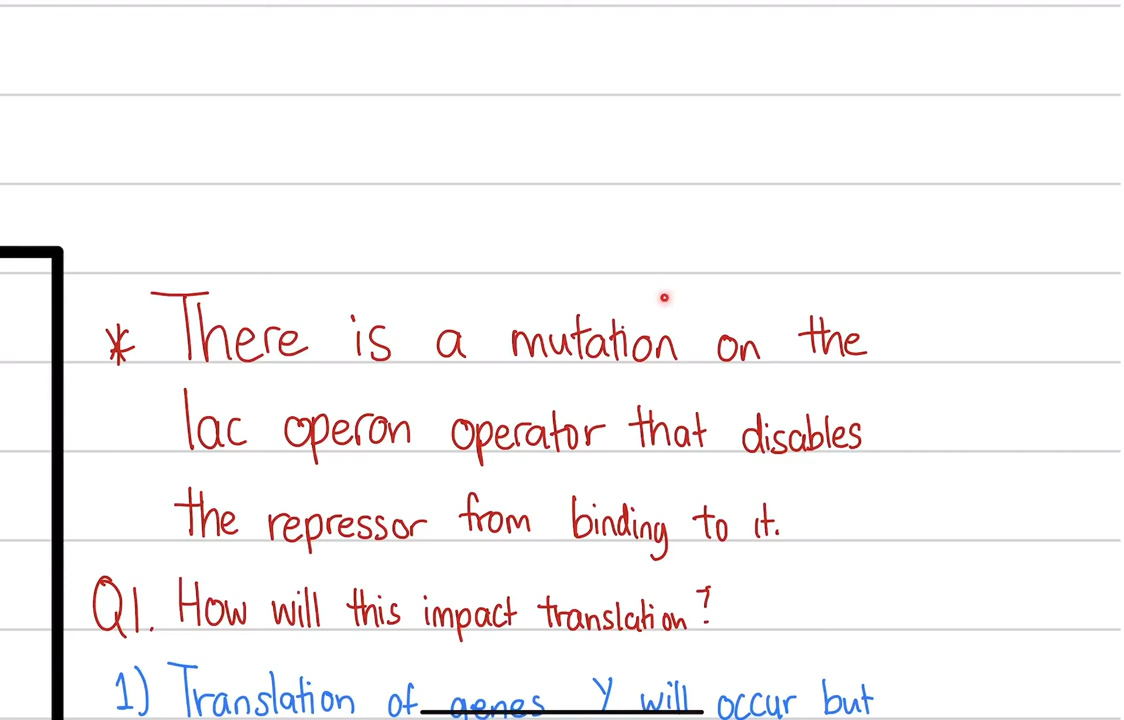 * There is a mutation on the
lac operon operator that disables
the repressor from binding to it.
Q1. How will this impact translation?
1) Translation of genes Y will occur but